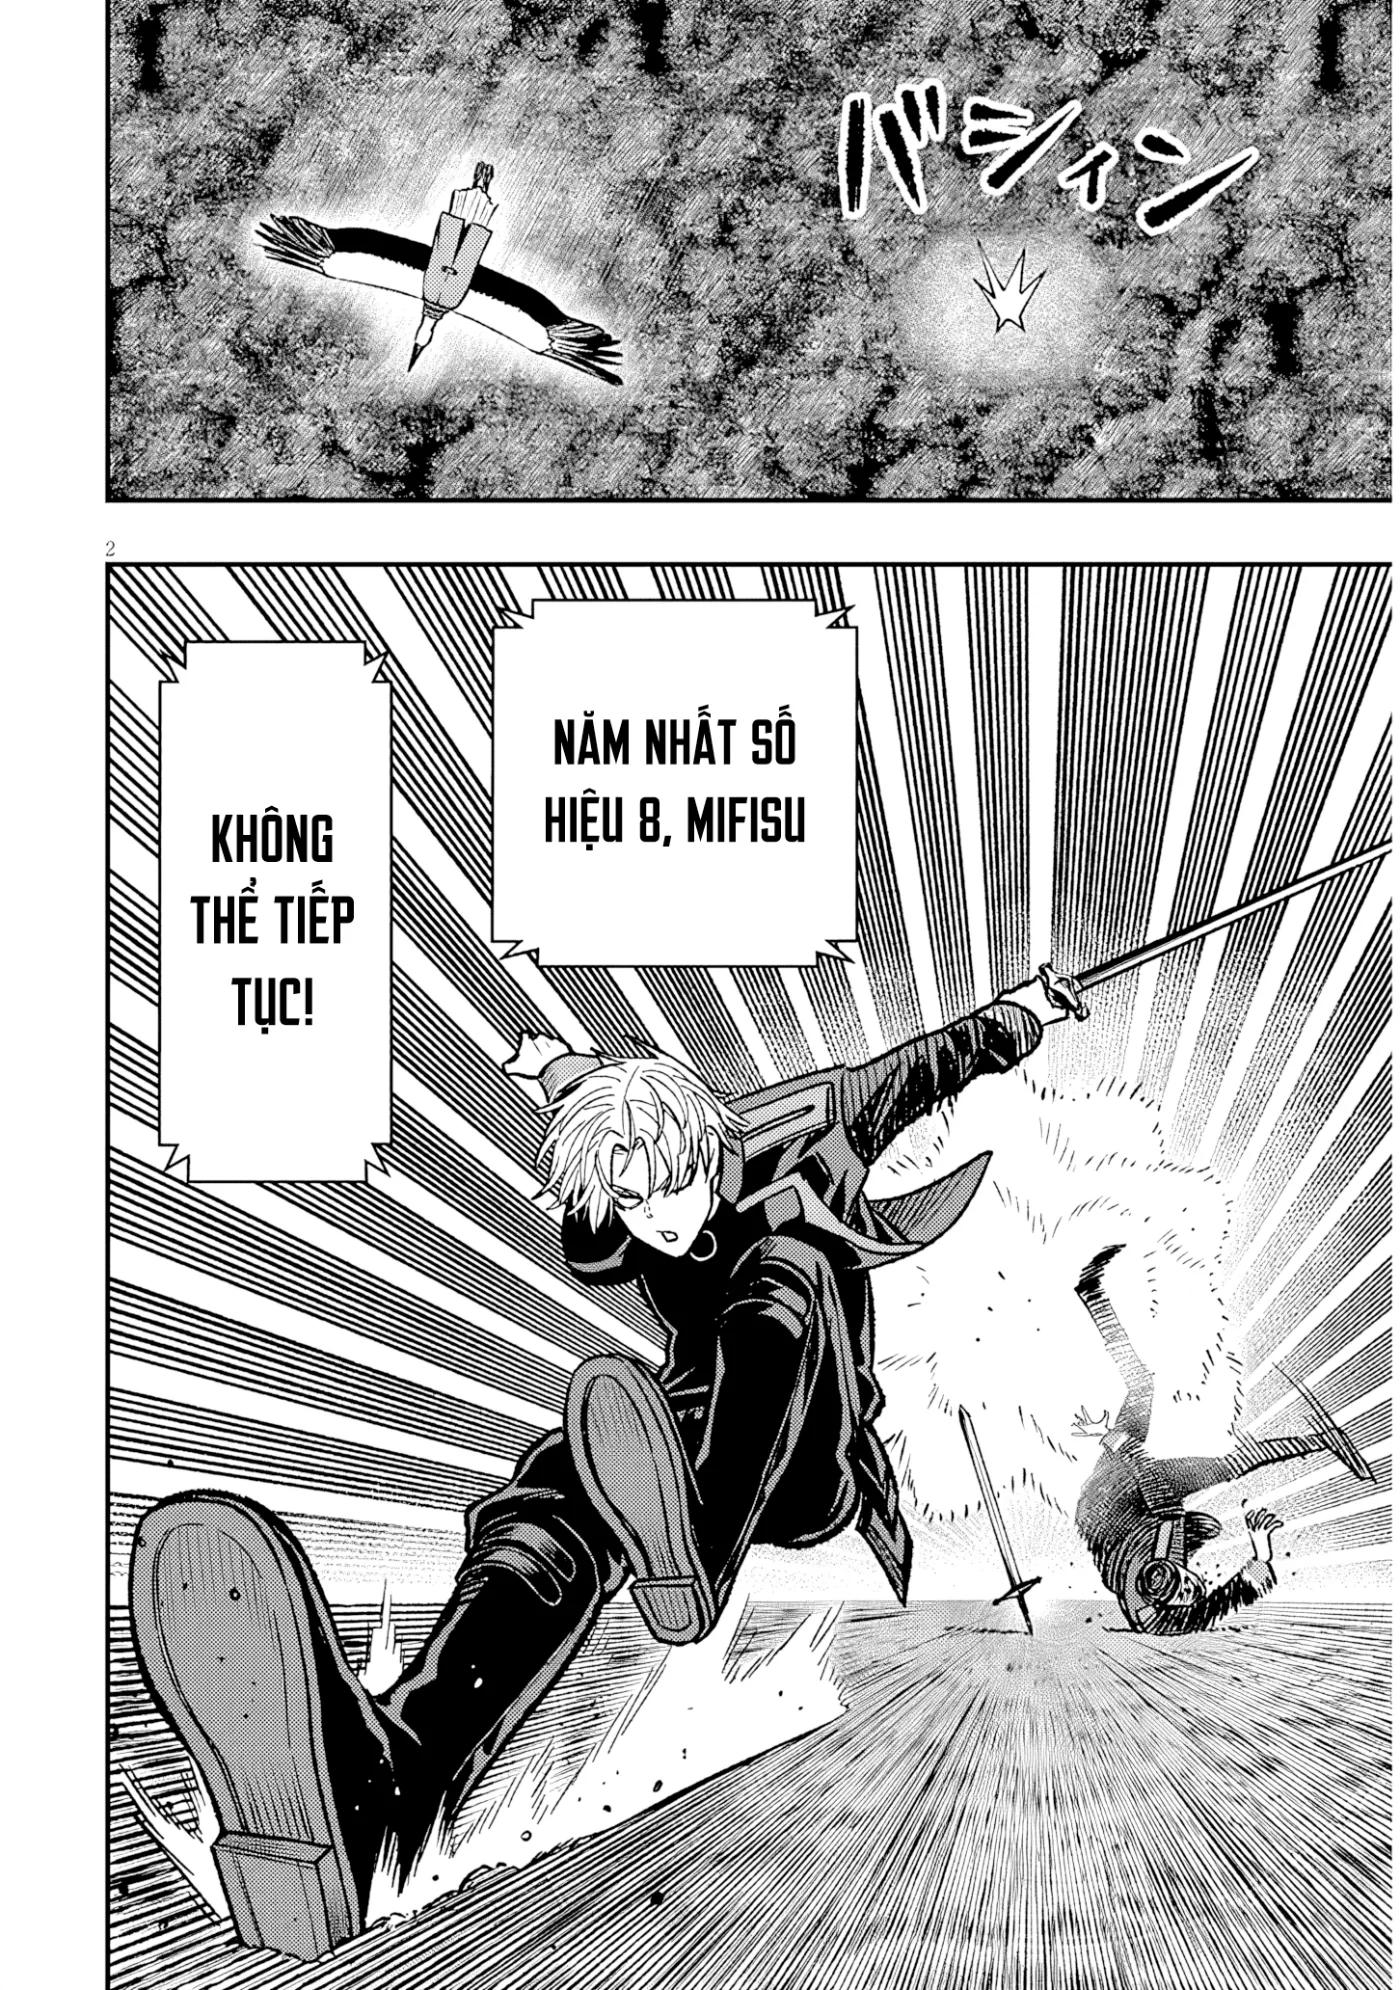 バシィン
2
NĂM NHẤT SỐ
HIỆU 8, MIFISU
KHÔNG
THỂ TIẾP
TỤC!